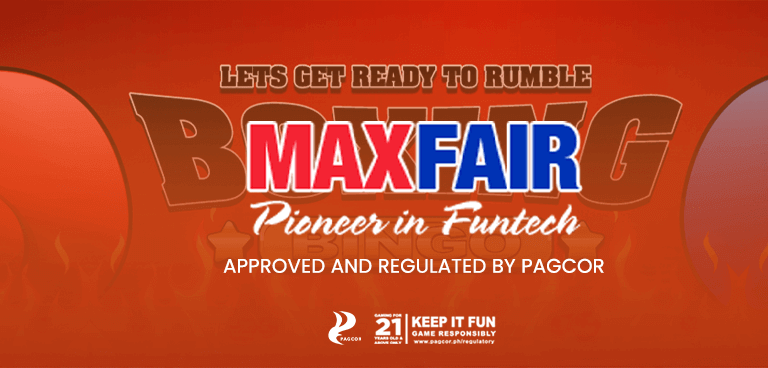 LETS GET READY TO RUMBLE
BOXING
MAXFAIR
Pioneer in Funtech
BINGO
APPROVED AND REGULATED BY PAGCOR
PAGCOR
GAMING FOR
21
YEARS OLD &
ABOVE ONLY
KEEP IT FUN
GAME RESPONSIBLY
www.pagcor.ph/regulatory